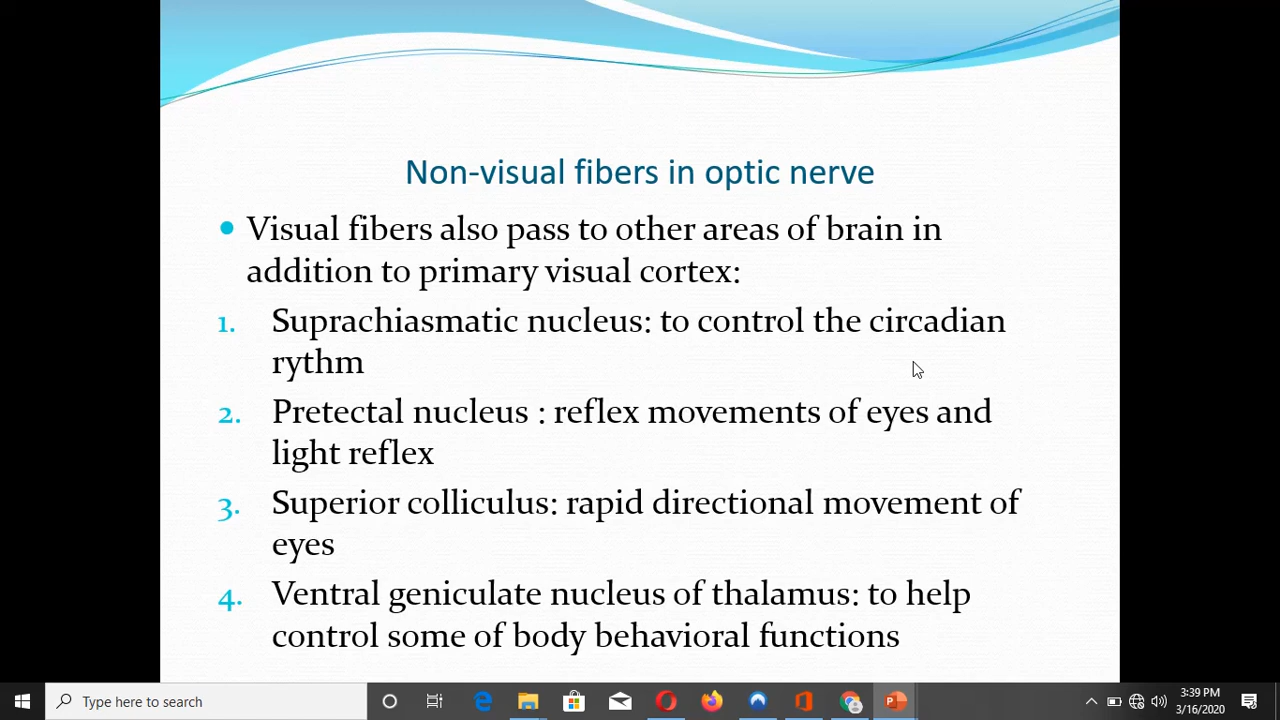 Non-visual fibers in optic nerve
• Visual fibers also pass to other areas of brain in
addition to primary visual cortex:
1. Suprachiasmatic nucleus: to control the circadian
rythm
2. Pretectal nucleus : reflex movements of eyes and
light reflex
3. Superior colliculus: rapid directional movement of
eyes
4. Ventral geniculate nucleus of thalamus: to help
control some of body behavioral functions
Type here to search
3:39 PM
3/16/2020